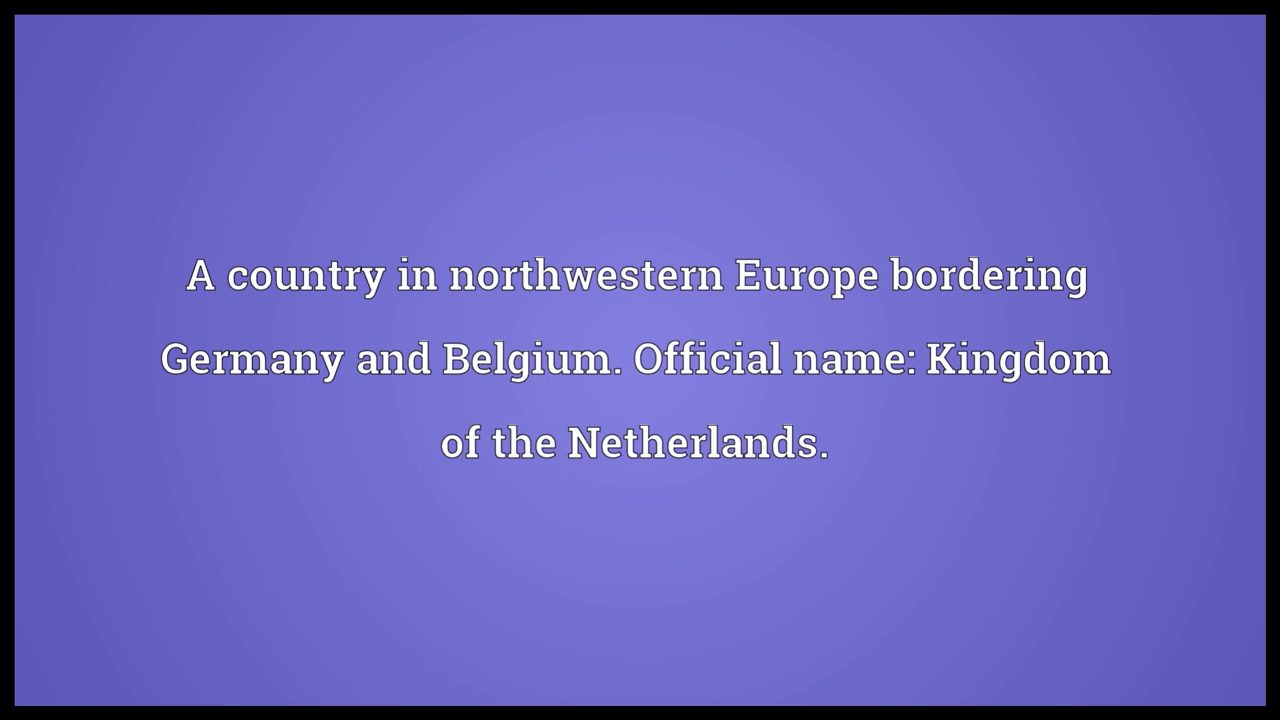 A country in northwestern Europe bordering
Germany and Belgium. Official name: Kingdom
of the Netherlands.